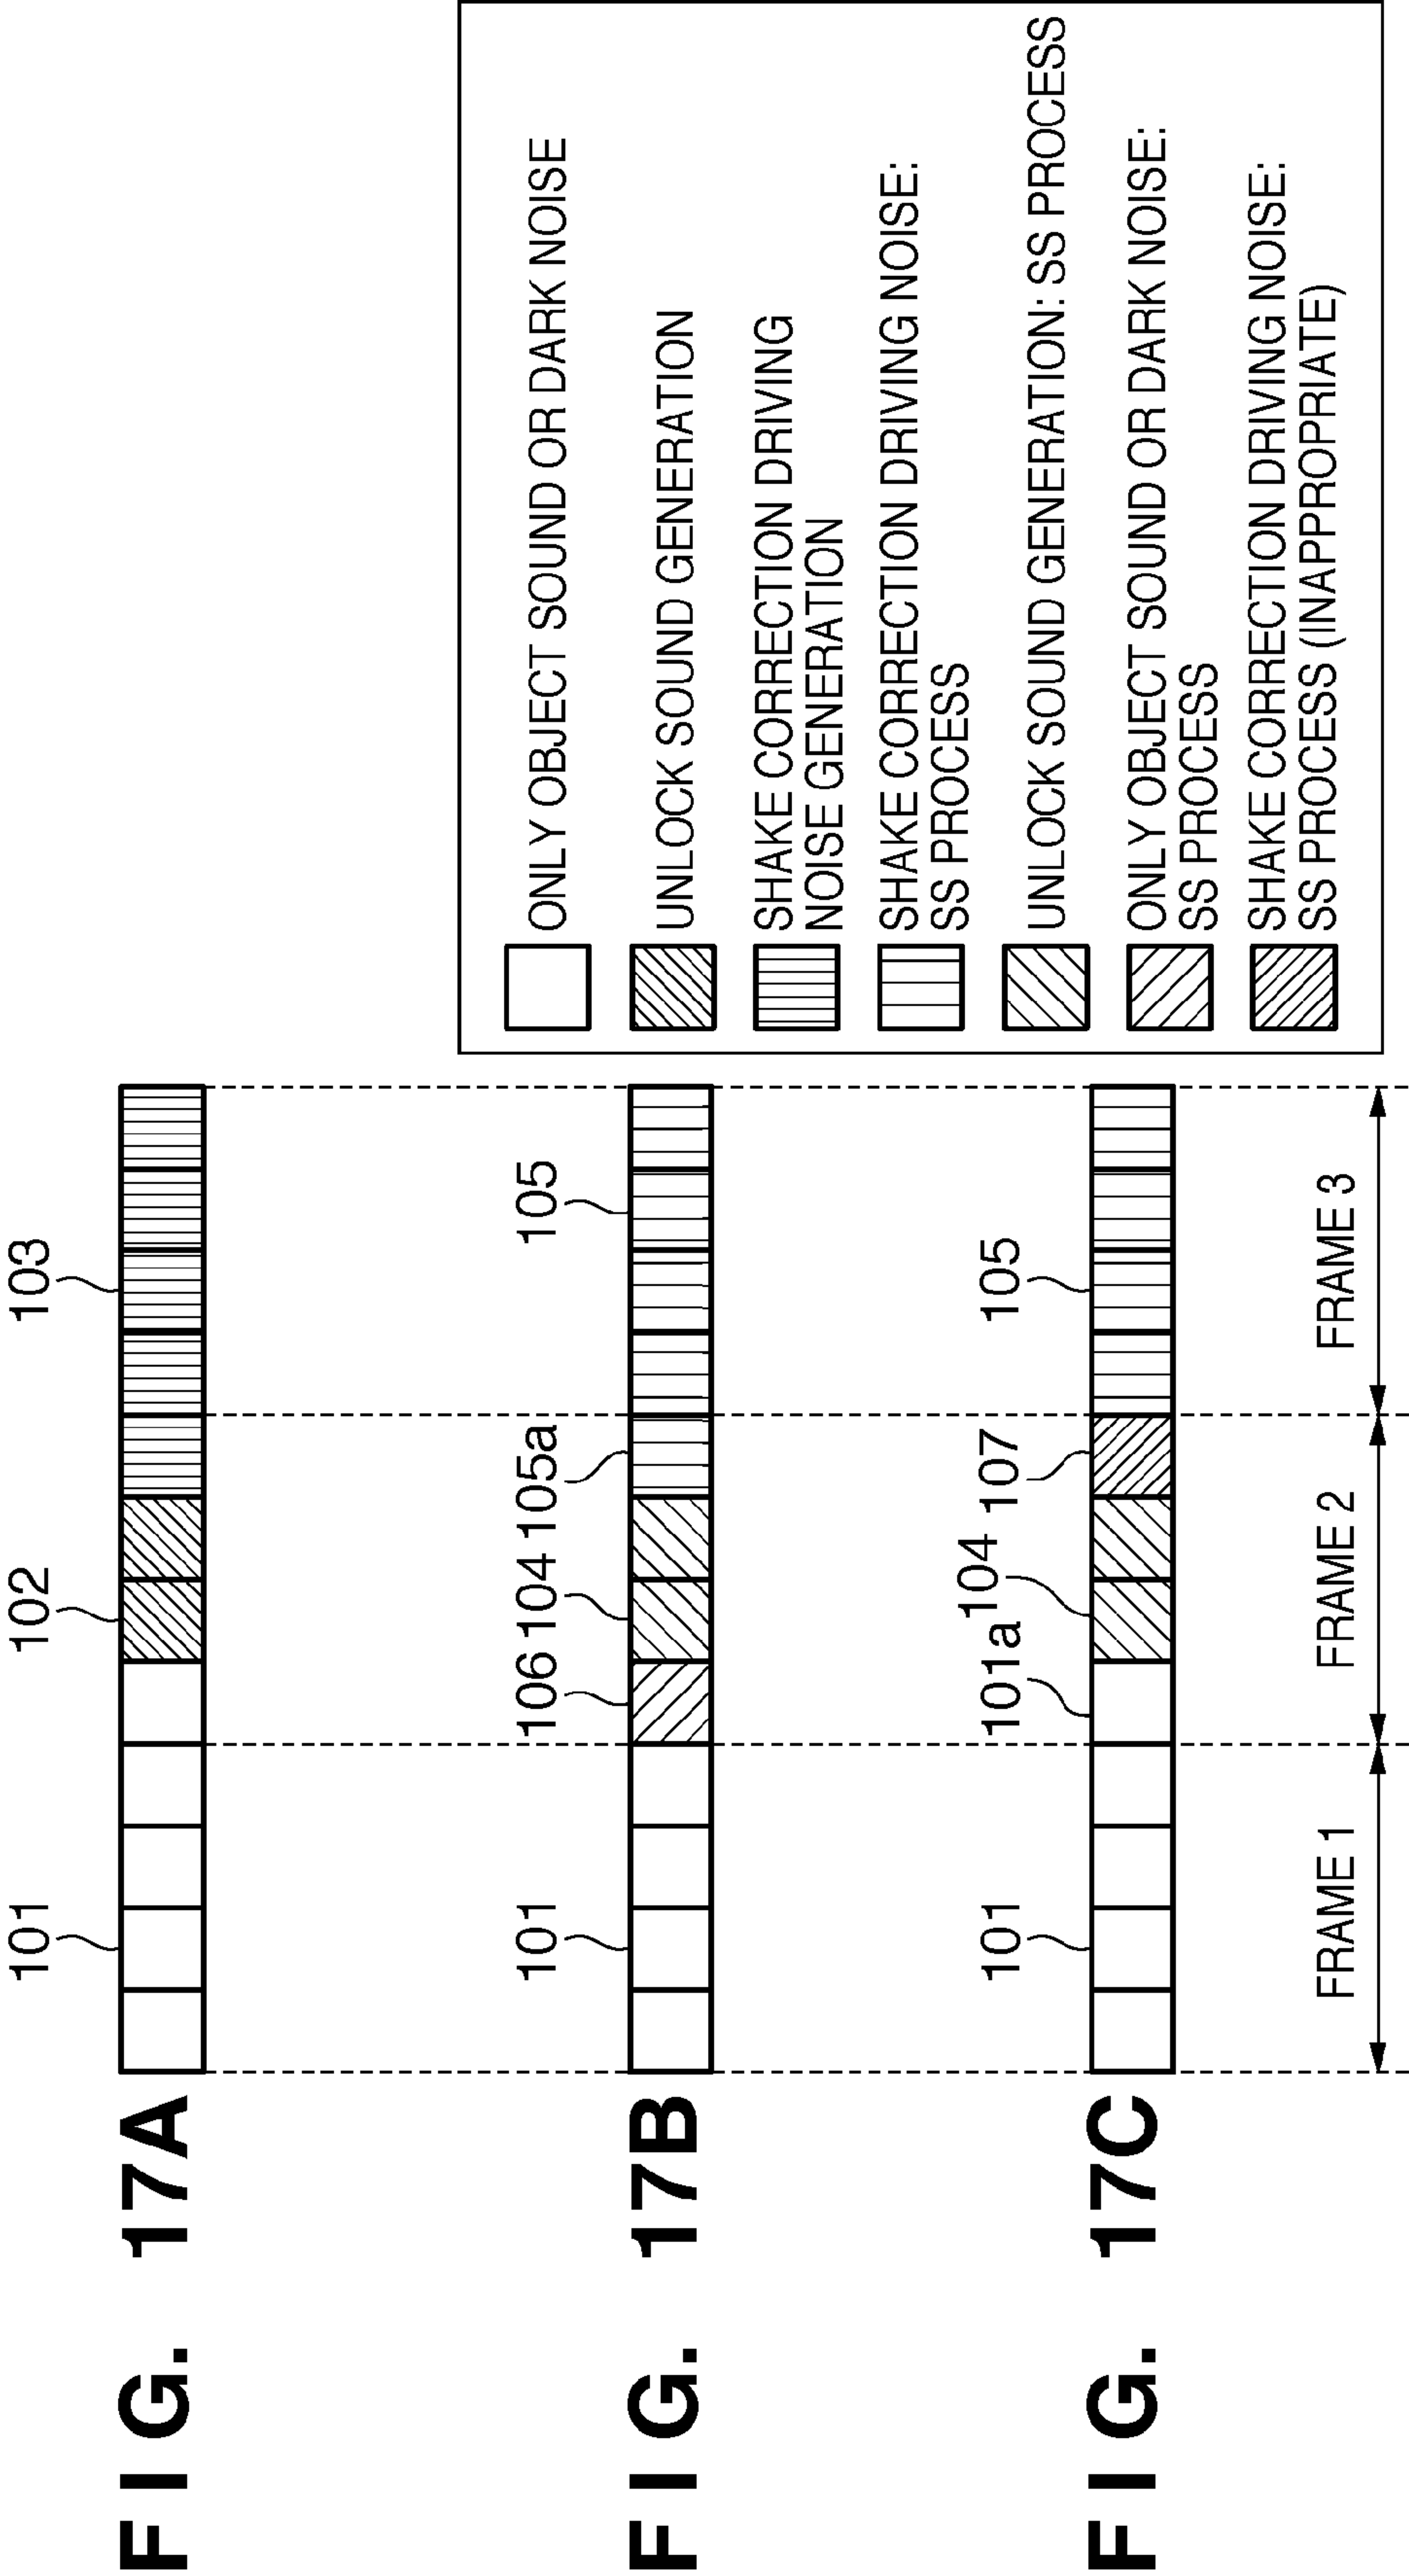 FIG. 17A
101
102
103
FIG. 17B
101
106
104
105a
105
FIG. 17C
101
101a
104
107
105
FRAME 1
FRAME 2
FRAME 3
ONLY OBJECT SOUND OR DARK NOISE
UNLOCK SOUND GENERATION
SHAKE CORRECTION DRIVING
NOISE GENERATION
SHAKE CORRECTION DRIVING NOISE:
SS PROCESS
UNLOCK SOUND GENERATION: SS PROCESS
ONLY OBJECT SOUND OR DARK NOISE:
SS PROCESS
SHAKE CORRECTION DRIVING NOISE:
SS PROCESS (INAPPROPRIATE)